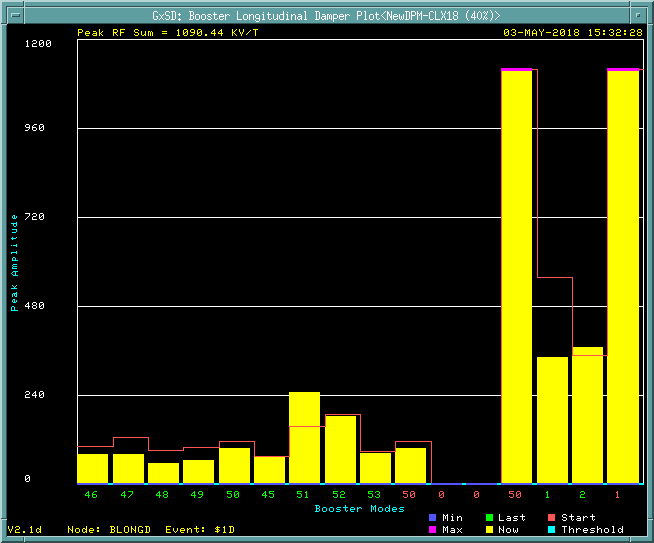 GxSD: Booster Longitudinal Damper Plot<NewDPM-CLX18 (40%)>
Peak RF Sum = 1090.44 KV/T 03-MAY-2018 15:32:28
1200
960
720
480
240
0
Peak Amplitude
46 47 48 49 50 45 51 52 53 50 0 0 50 1 2 1
Booster Modes
Min Last Start
Max Now Threshold
V2.1d Node: BLONGD Event: $1D